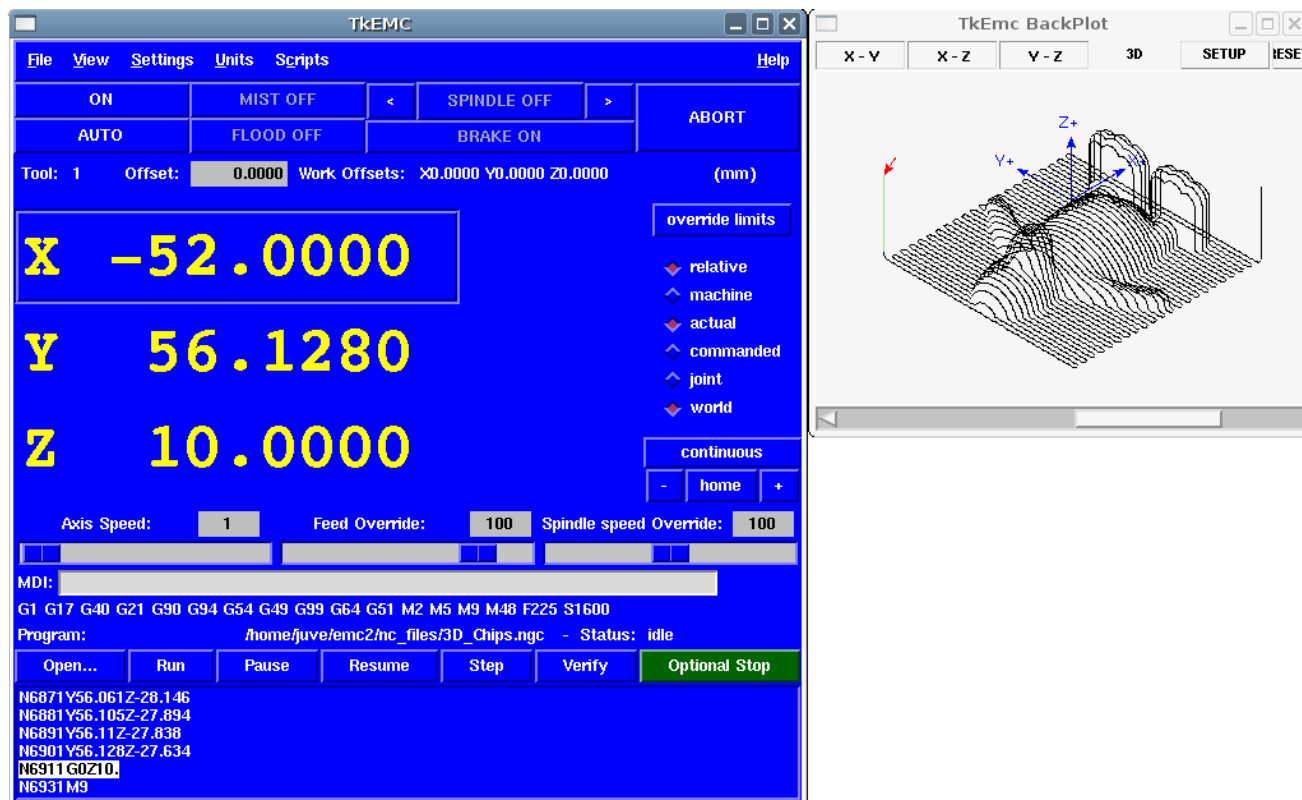 TkEMC
File View Settings Units Scripts Help
ON MIST OFF < SPINDLE OFF > ABORT
AUTO FLOOD OFF BRAKE ON
Tool: 1 Offset: 0.0000 Work Offsets: X0.0000 Y0.0000 Z0.0000 (mm)
override limits
X -52.0000
relative
machine
Y 56.1280
actual
commanded
joint
world
Z 10.0000
continuous
- home +
Axis Speed: 1 Feed Override: 100 Spindle speed Override: 100
MDI:
G1 G17 G40 G21 G90 G94 G54 G49 G99 G64 G51 M2 M5 M9 M48 F225 S1600
Program: /home/juve/emc2/nc_files/3D_Chips.ngc - Status: idle
Open... Run Pause Resume Step Verify Optional Stop
N6871Y56.061Z-28.146
N6881Y56.105Z-27.894
N6891Y56.11Z-27.838
N6901Y56.128Z-27.634
N6911G0Z10.
N6931M9
TkEmc BackPlot
X - Y X - Z Y - Z 3D SETUP ESE
Z+
Y+ X+